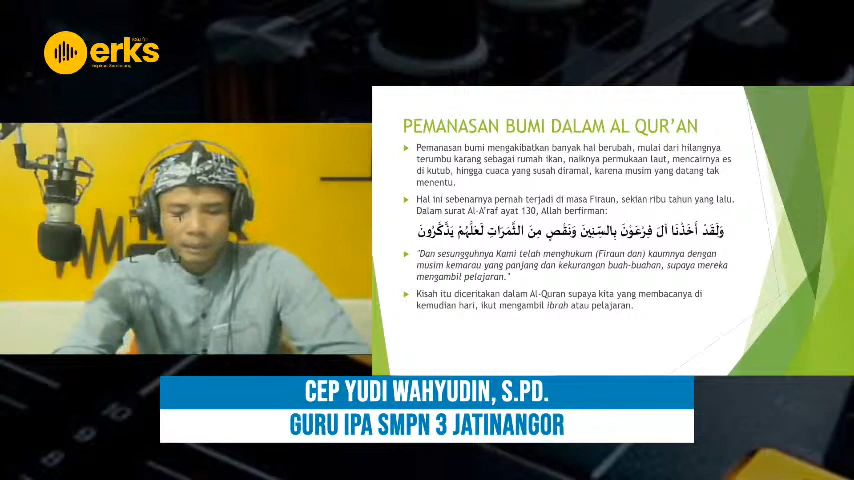 erks
Inspirasi Sumedang
PEMANASAN BUMI DALAM AL QUR'AN
Pemanasan bumi mengakibatkan banyak hal berubah, mulai dari hilangnya
terumbu karang sebagai rumah ikan, naiknya permukaan laut, mencairnya es
di kutub, hingga cuaca yang susah diramal, karena musim yang datang tak
menentu.
Hal ini sebenarnya pernah terjadi di masa Firaun, sekian ribu tahun yang lalu.
Dalam surat Al-A'raf ayat 130, Allah berfirman:
وَلَقَدْ أَخَذْنَا آلَ فِرْعَوْنَ بِالسِّنِينَ وَنَقْصٍ مِنَ الثَّمَرَاتِ لَعَلَّهُمْ يَذَّكَّرُونَ
"Dan sesungguhnya Kami telah menghukum (Firaun dan) kaumnya dengan
musim kemarau yang panjang dan kekurangan buah-buahan, supaya mereka
mengambil pelajaran."
Kisah itu diceritakan dalam Al-Quran supaya kita yang membacanya di
kemudian hari, ikut mengambil ibrah atau pelajaran.
CEP YUDI WAHYUDIN, S.PD.
GURU IPA SMPN 3 JATINANGOR